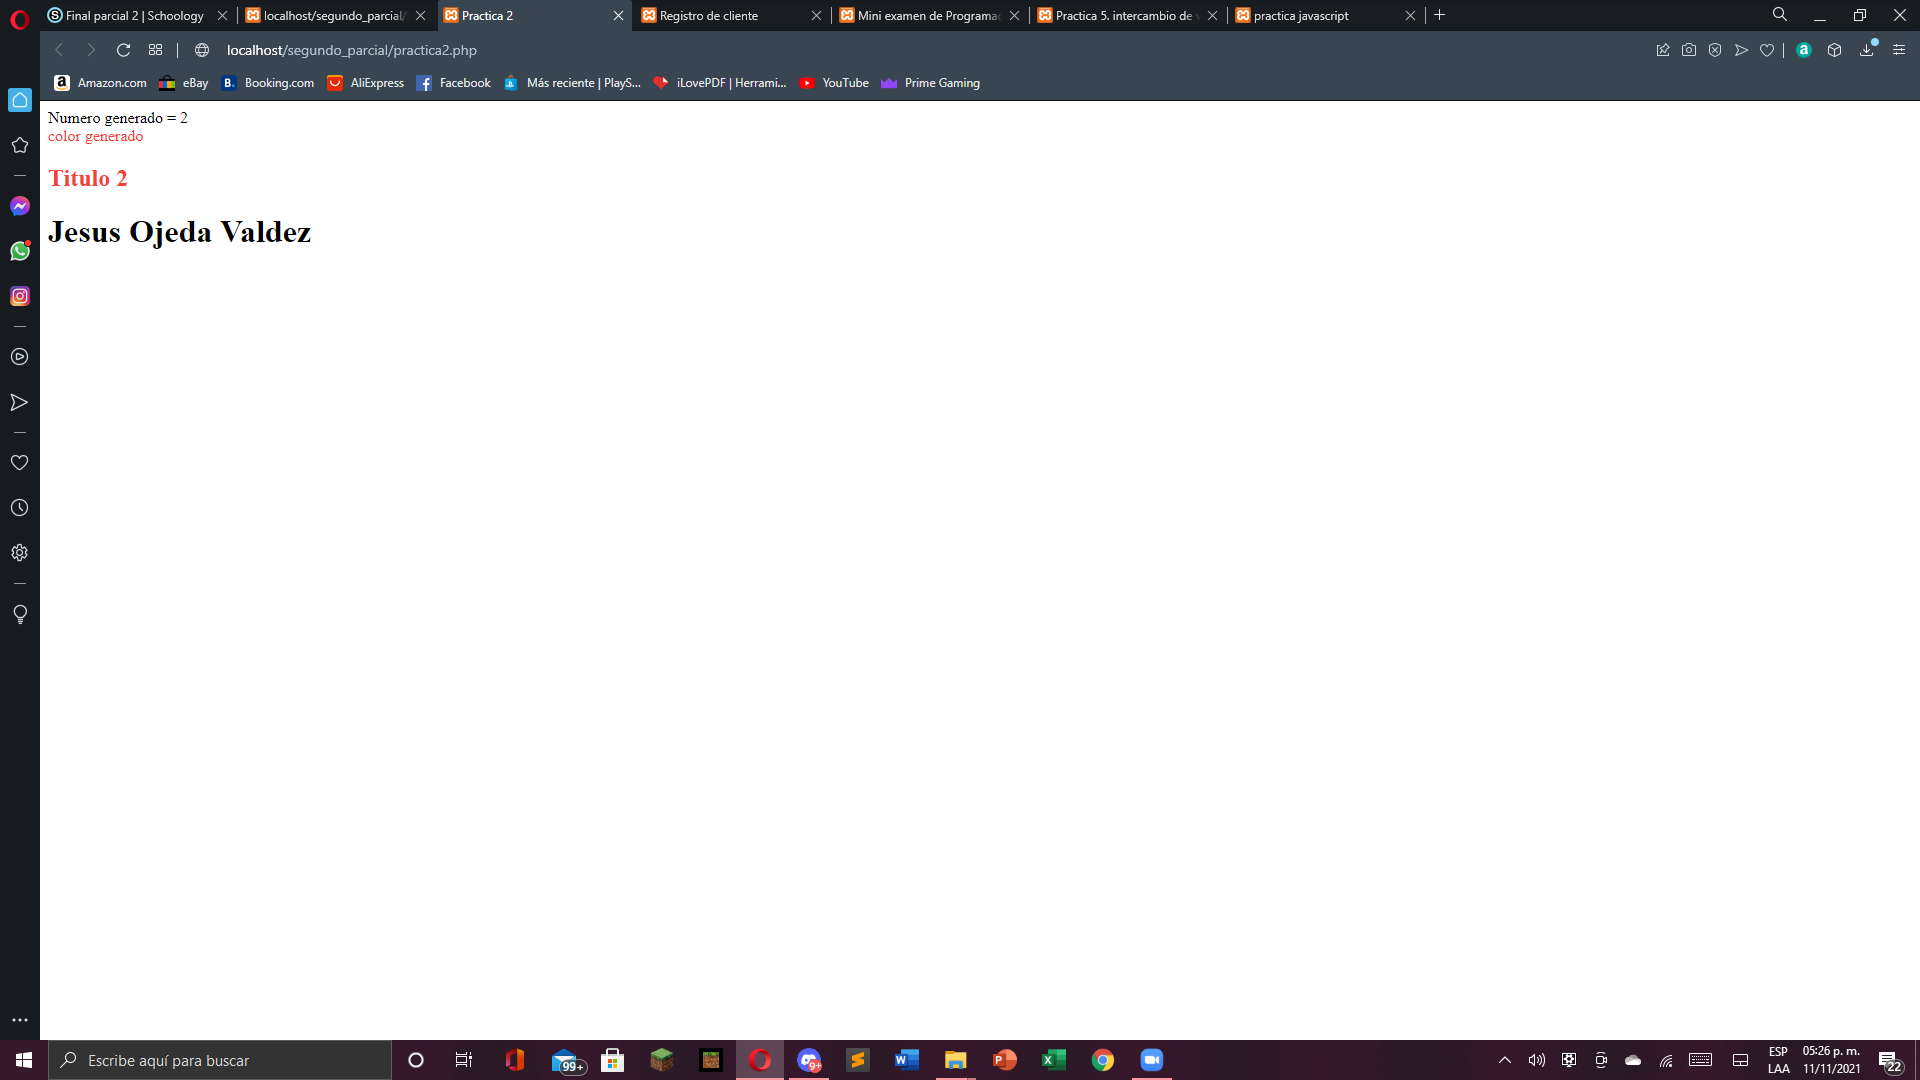 Final parcial 2 | Schoology
localhost/segundo_parcial/
Practica 2
Registro de cliente
Mini examen de Programac
Practica 5. intercambio de v
practica javascript
localhost/segundo_parcial/practica2.php
Amazon.com
eBay
Booking.com
AliExpress
Facebook
Más reciente | PlayS...
iLovePDF | Herrami...
YouTube
Prime Gaming
Numero generado = 2
color generado
Titulo 2
Jesus Ojeda Valdez
Escribe aquí para buscar
99+
9+
ESP
LAA
05:26 p. m.
11/11/2021
22